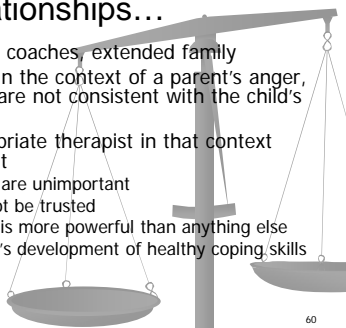 ationships…
coaches, extended family
n the context of a parent's anger,
are not consistent with the child's
priate therapist in that context
t
are unimportant
ot be trusted
is more powerful than anything else
's development of healthy coping skills
60